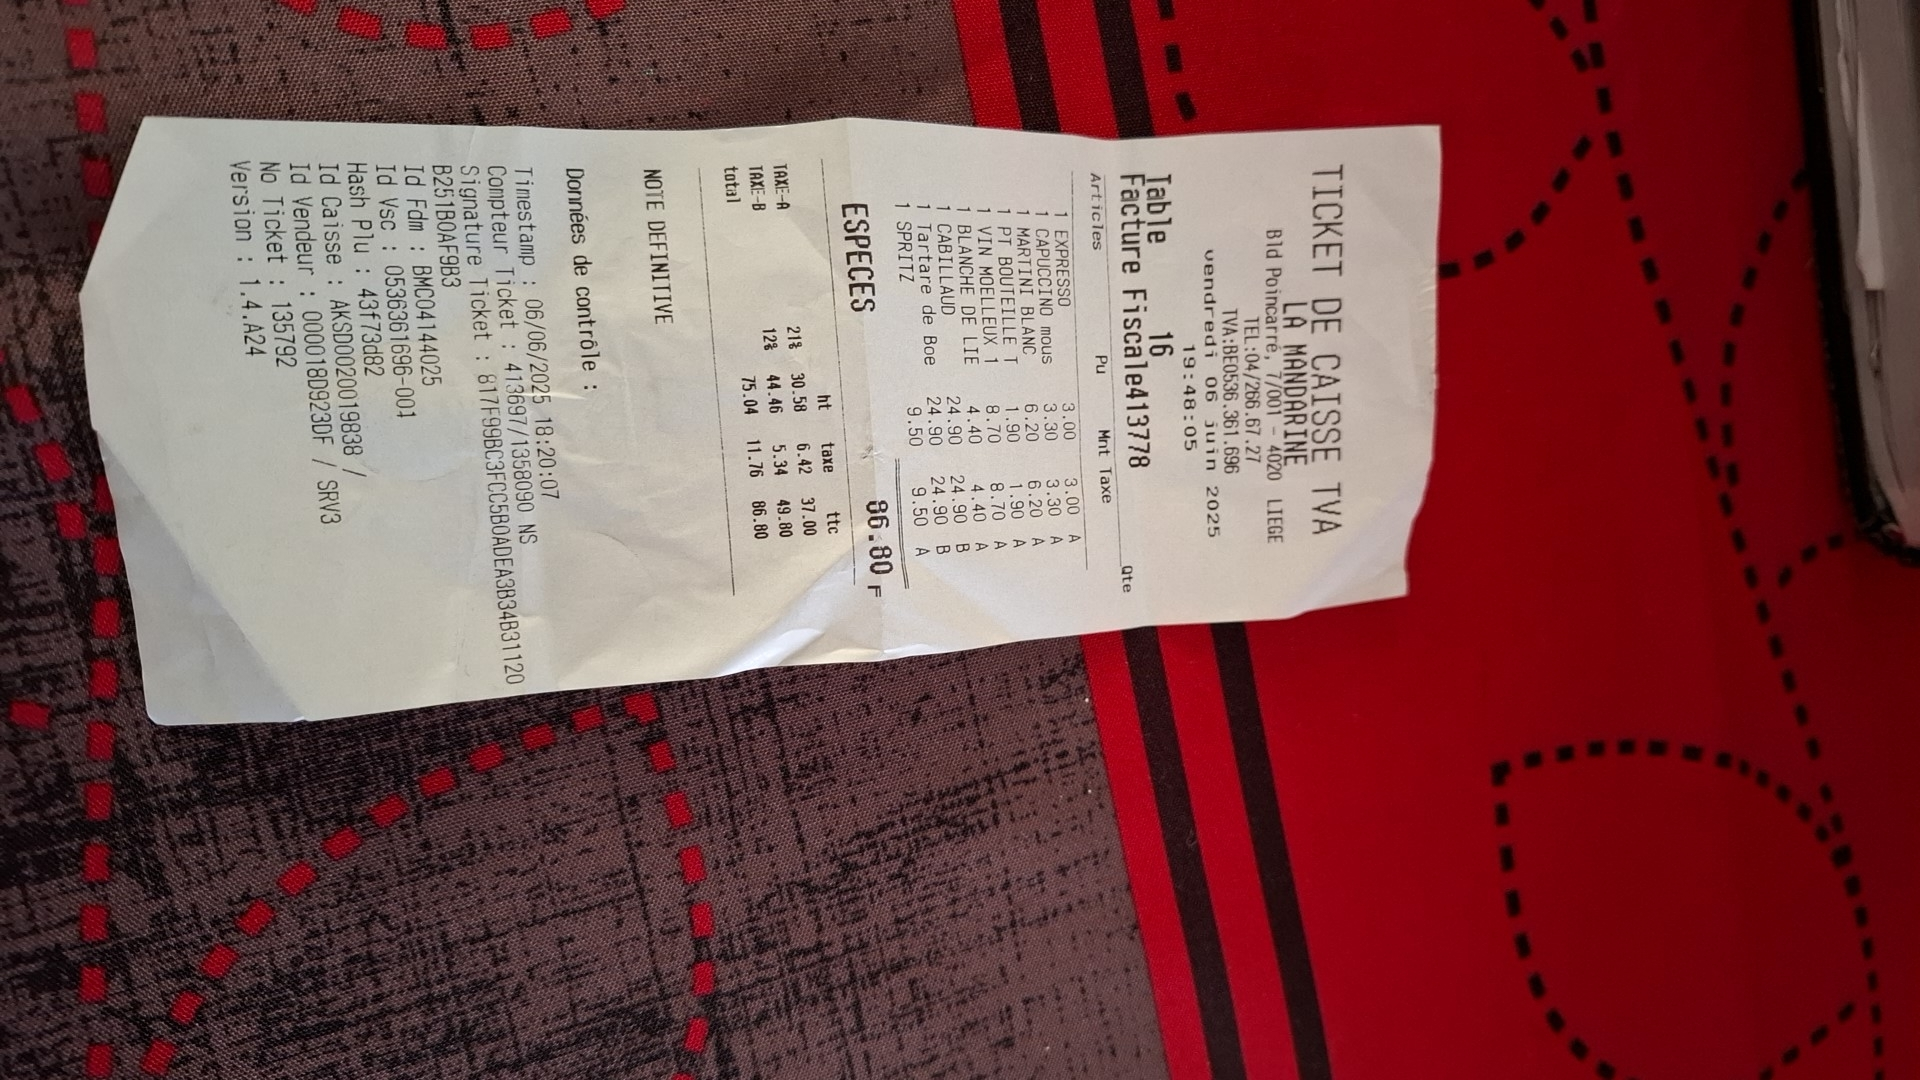 TICKET DE CAISSE TVA
LA MANDARINE
Bld Poincarré, 7/001 - 4020 LIEGE
TEL:04/266.67.27
TVA:BE0536.361.696
vendredi 06 juin 2025
19:48:05
Table 16
Facture Fiscale413778
Qte
Articles Pu Mnt Taxe
1 EXPRESSO 3.00 3.00 A
1 CAPUCCINO mous 3.30 3.30 A
1 MARTINI BLANC 6.20 6.20 A
1 PT BOUTEILLE T 1.90 1.90 A
1 VIN MOELLEUX 1 8.70 8.70 A
1 BLANCHE DE LIE 4.40 4.40 A
1 CABILLAUD 24.90 24.90 B
1 Tartare de Boe 24.90 24.90 B
1 SPRITZ 9.50 9.50 A
ESPECES 86.80 F
ht taxe ttc
TAXE-A 21% 30.58 6.42 37.00
TAXE-B 12% 44.46 5.34 49.80
total 75.04 11.76 86.80
NOTE DEFINITIVE
Données de contrôle :
Timestamp : 06/06/2025 18:20:07
Compteur Ticket : 413697/1358090 NS
Signature Ticket : 817F99BC3FCC5B0ADEA3B34B31120
B251B0AF9B3
Id Fdm : BMC04144025
Id Vsc : 0536361696-001
Hash Plu : 43f73d82
Id Caisse : AKSD0020019838 /
Id Vendeur : 000018D923DF / SRV3
No Ticket : 135792
Version : 1.4.A24